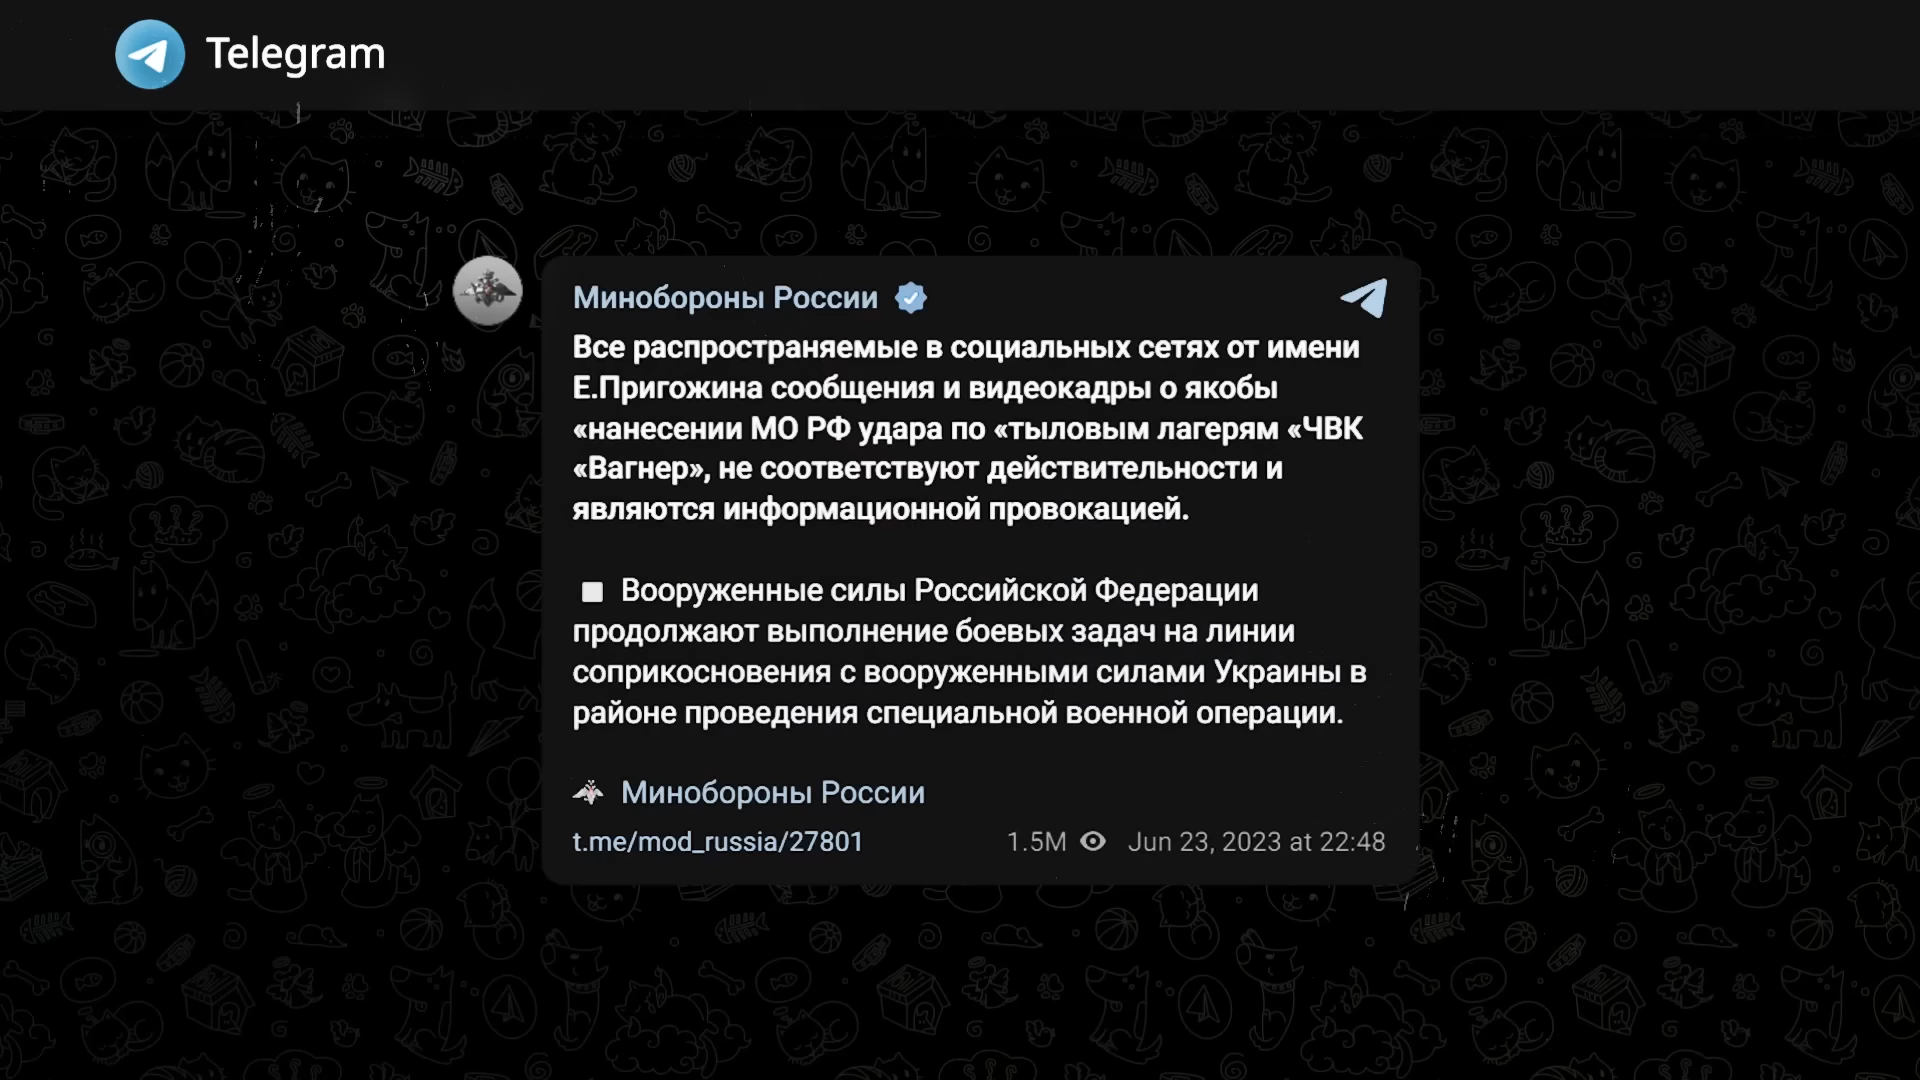 Telegram
Минобороны России
Все распространяемые в социальных сетях от имени
Е.Пригожина сообщения и видеокадры о якобы
«нанесении МО РФ удара по «тыловым лагерям «ЧВК
«Вагнер», не соответствуют действительности и
являются информационной провокацией.
Вооруженные силы Российской Федерации
продолжают выполнение боевых задач на линии
соприкосновения с вооруженными силами Украины в
районе проведения специальной военной операции.
Минобороны России
t.me/mod_russia/27801 1.5M Jun 23, 2023 at 22:48